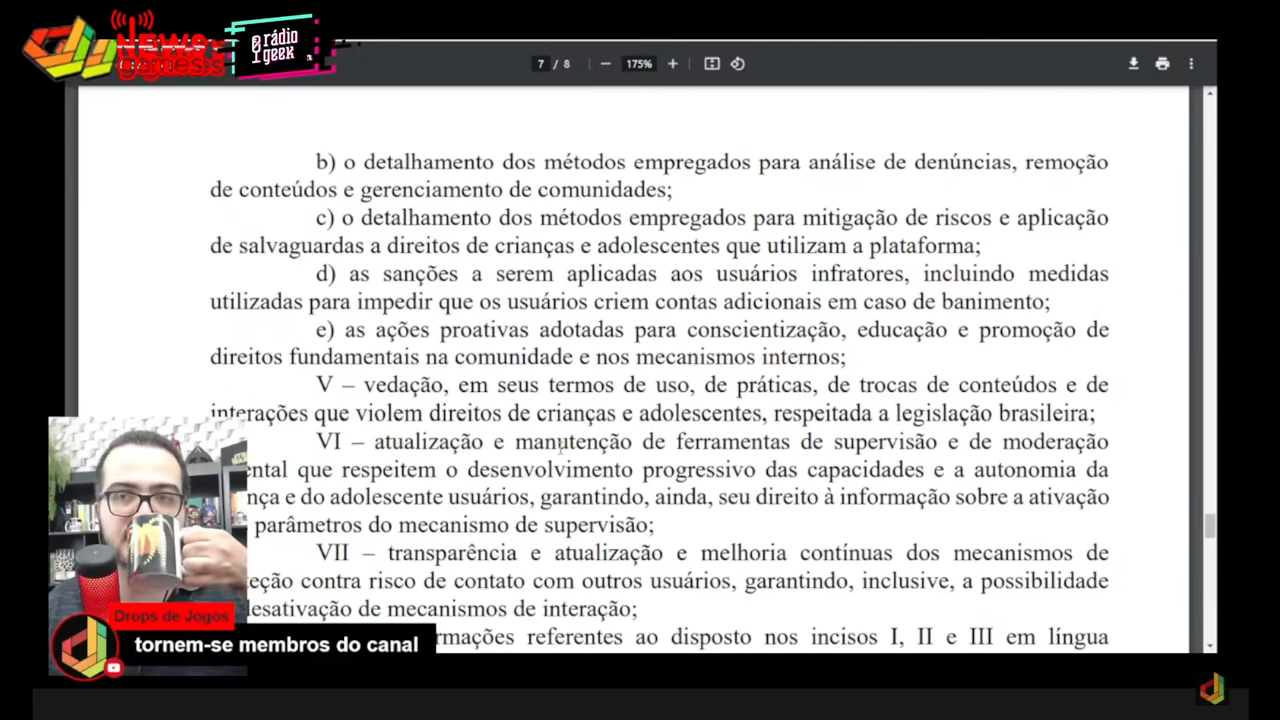 NEWS
games
rádio
geek
7 / 8
175%
b) o detalhamento dos métodos empregados para análise de denúncias, remoção
de conteúdos e gerenciamento de comunidades;
c) o detalhamento dos métodos empregados para mitigação de riscos e aplicação
de salvaguardas a direitos de crianças e adolescentes que utilizam a plataforma;
d) as sanções a serem aplicadas aos usuários infratores, incluindo medidas
utilizadas para impedir que os usuários criem contas adicionais em caso de banimento;
e) as ações proativas adotadas para conscientização, educação e promoção de
direitos fundamentais na comunidade e nos mecanismos internos;
V – vedação, em seus termos de uso, de práticas, de trocas de conteúdos e de
interações que violem direitos de crianças e adolescentes, respeitada a legislação brasileira;
VI – atualização e manutenção de ferramentas de supervisão e de moderação
ental que respeitem o desenvolvimento progressivo das capacidades e a autonomia da
nça e do adolescente usuários, garantindo, ainda, seu direito à informação sobre a ativação
parâmetros do mecanismo de supervisão;
VII – transparência e atualização e melhoria contínuas dos mecanismos de
eção contra risco de contato com outros usuários, garantindo, inclusive, a possibilidade
desativação de mecanismos de interação;
rmações referentes ao disposto nos incisos I, II e III em língua
Drops de Jogos
tornem-se membros do canal